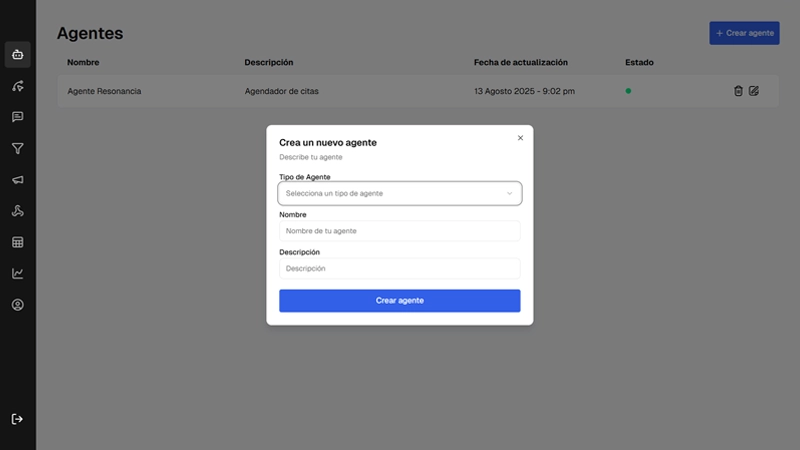 Agentes
+ Crear agente
Nombre Descripción Fecha de actualización Estado
Agente Resonancia Agendador de citas 13 Agosto 2025 - 9:02 pm
Crea un nuevo agente
Describe tu agente
Tipo de Agente
Selecciona un tipo de agente
Nombre
Nombre de tu agente
Descripción
Descripción
Crear agente